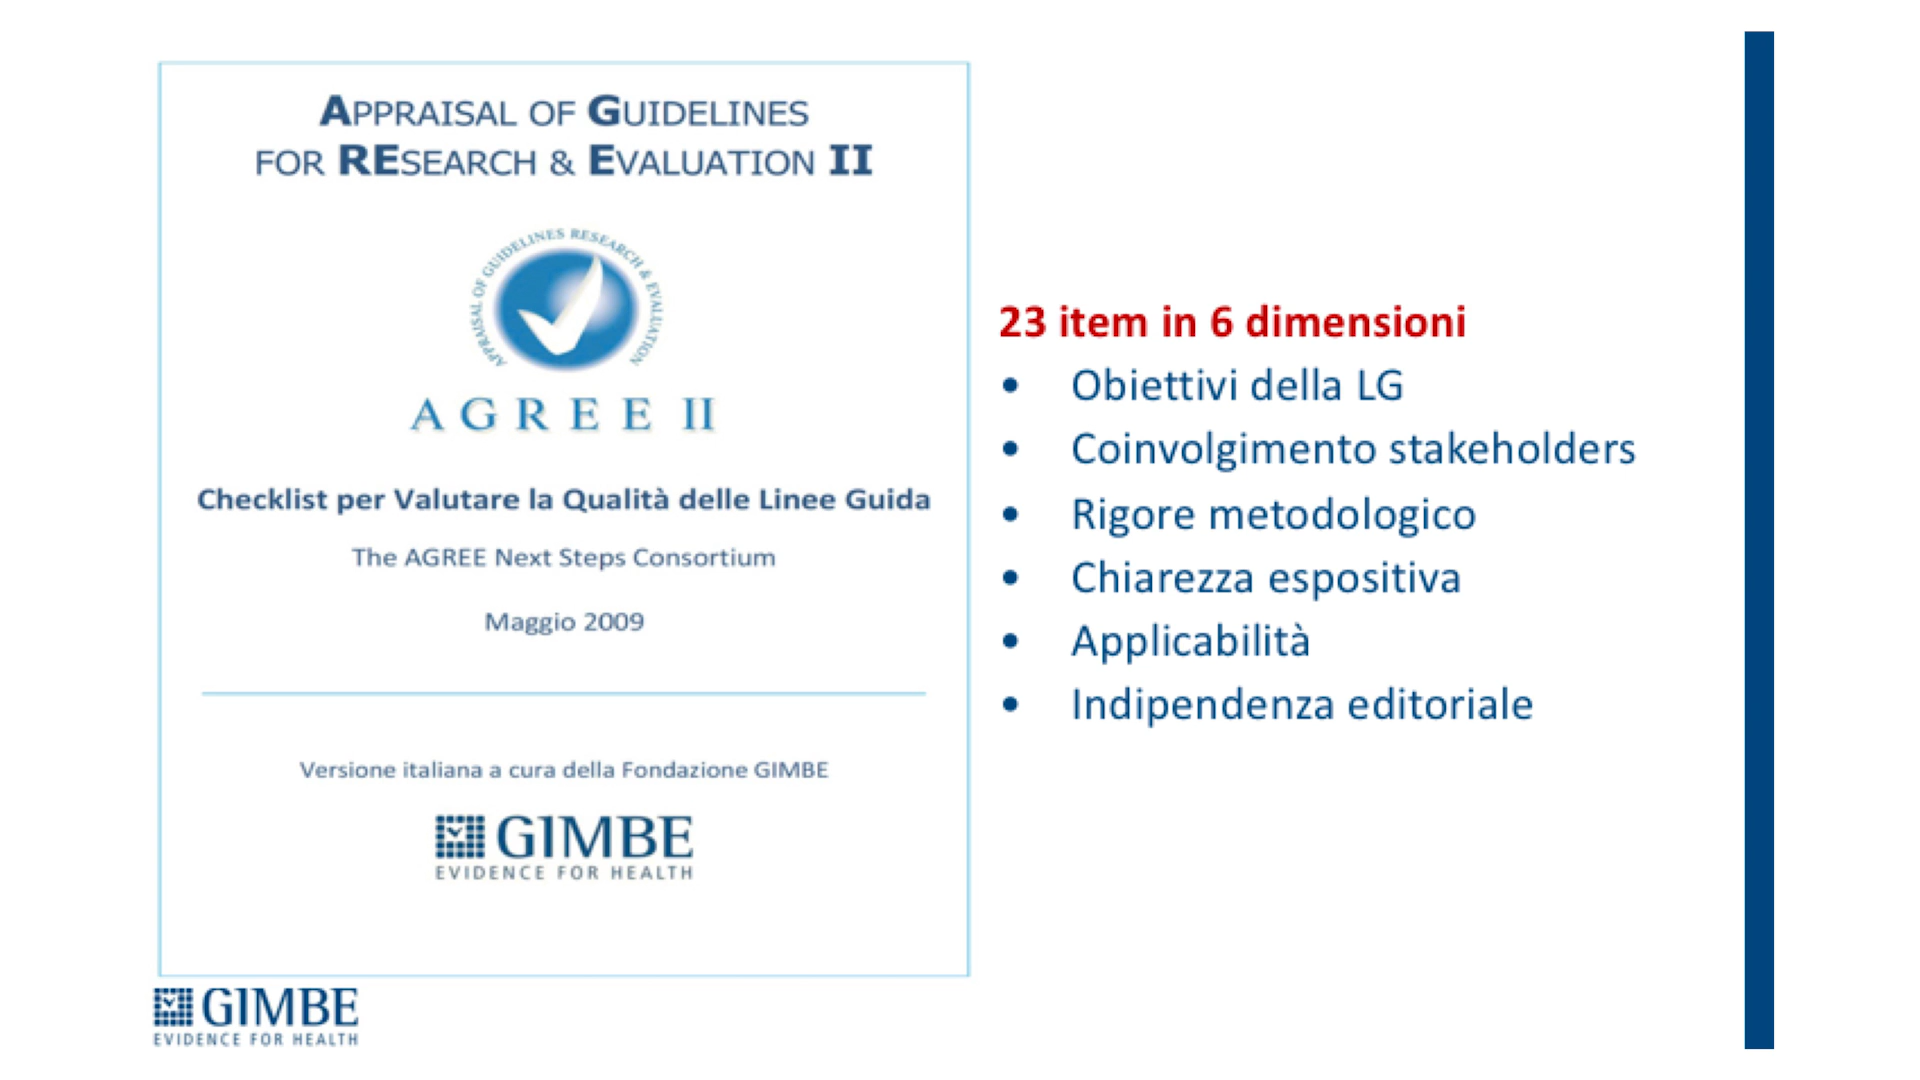 APPRAISAL OF GUIDELINES
FOR RESEARCH & EVALUATION II
APPRAISAL OF GUIDELINES RESEARCH & EVALUATION
AGREE II
Checklist per Valutare la Qualità delle Linee Guida
The AGREE Next Steps Consortium
Maggio 2009
Versione italiana a cura della Fondazione GIMBE
GIMBE
EVIDENCE FOR HEALTH
23 item in 6 dimensioni
• Obiettivi della LG
• Coinvolgimento stakeholders
• Rigore metodologico
• Chiarezza espositiva
• Applicabilità
• Indipendenza editoriale
GIMBE
EVIDENCE FOR HEALTH